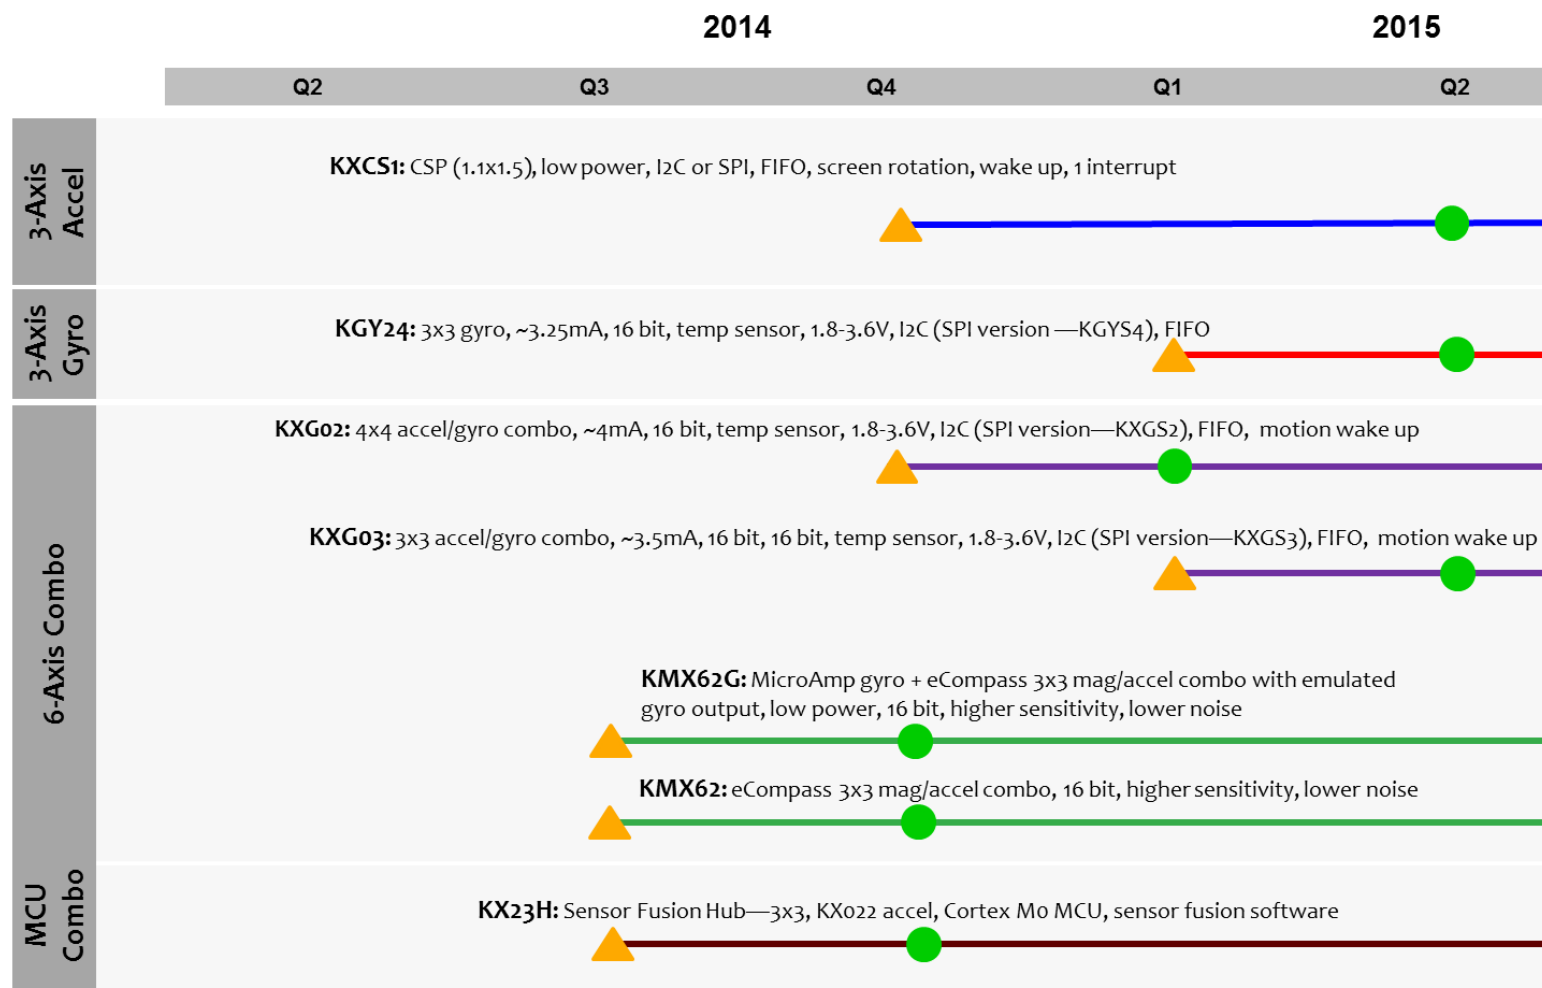 2014 2015
Q2 Q3 Q4 Q1 Q2
3-Axis
Accel
KXCS1: CSP (1.1x1.5), low power, I2C or SPI, FIFO, screen rotation, wake up, 1 interrupt
3-Axis
Gyro
KGY24: 3x3 gyro, ~3.25mA, 16 bit, temp sensor, 1.8-3.6V, I2C (SPI version —KGYS4), FIFO
6-Axis Combo
KXG02: 4x4 accel/gyro combo, ~4mA, 16 bit, temp sensor, 1.8-3.6V, I2C (SPI version—KXGS2), FIFO, motion wake up
KXG03: 3x3 accel/gyro combo, ~3.5mA, 16 bit, 16 bit, temp sensor, 1.8-3.6V, I2C (SPI version—KXGS3), FIFO, motion wake up
KMX62G: MicroAmp gyro + eCompass 3x3 mag/accel combo with emulated
gyro output, low power, 16 bit, higher sensitivity, lower noise
KMX62: eCompass 3x3 mag/accel combo, 16 bit, higher sensitivity, lower noise
MCU
Combo
KX23H: Sensor Fusion Hub—3x3, KX022 accel, Cortex M0 MCU, sensor fusion software